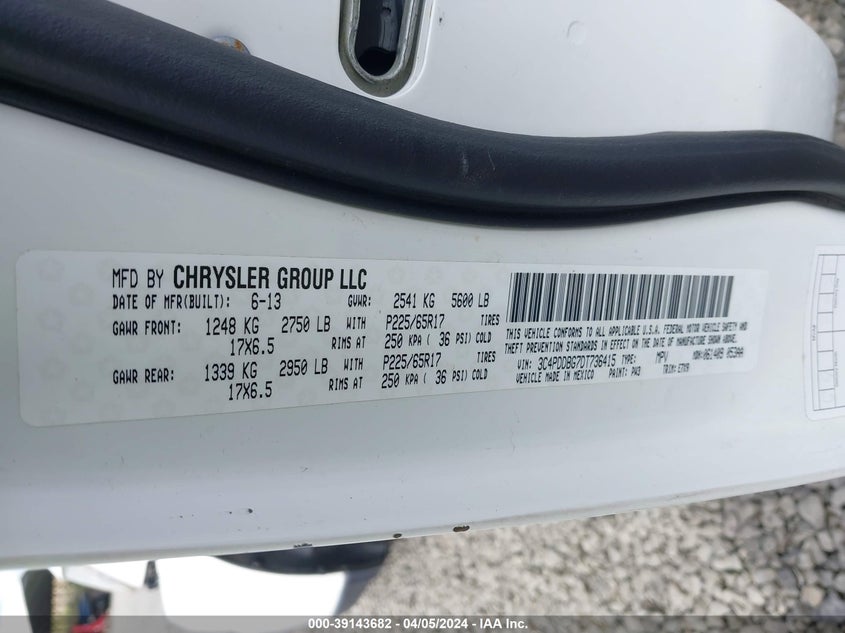 MFD BY CHRYSLER GROUP LLC
DATE OF MFR(BUILT): 6-13 GVWR: 2541 KG 5600 LB
GAWR FRONT: 1248 KG 2750 LB WITH P225/65R17 TIRES
17X6.5 RIMS AT 250 KPA ( 36 PSI) COLD
GAWR REAR: 1339 KG 2950 LB WITH P225/65R17 TIRES
17X6.5 RIMS AT 250 KPA ( 36 PSI) COLD
THIS VEHICLE CONFORMS TO ALL APPLICABLE U.S.A. FEDERAL MOTOR VEHICLE SAFETY AND
THEFT PREVENTION STANDARDS IN EFFECT ON THE DATE OF MANUFACTURE SHOWN ABOVE
VIN: 3C4PDDBG7DT736415 TYPE: MPV MDH:061409
VEHICLE MADE IN MEXICO PAINT: PW3 TRIM: E7X9
000-39143682 - 04/05/2024 - IAA Inc.